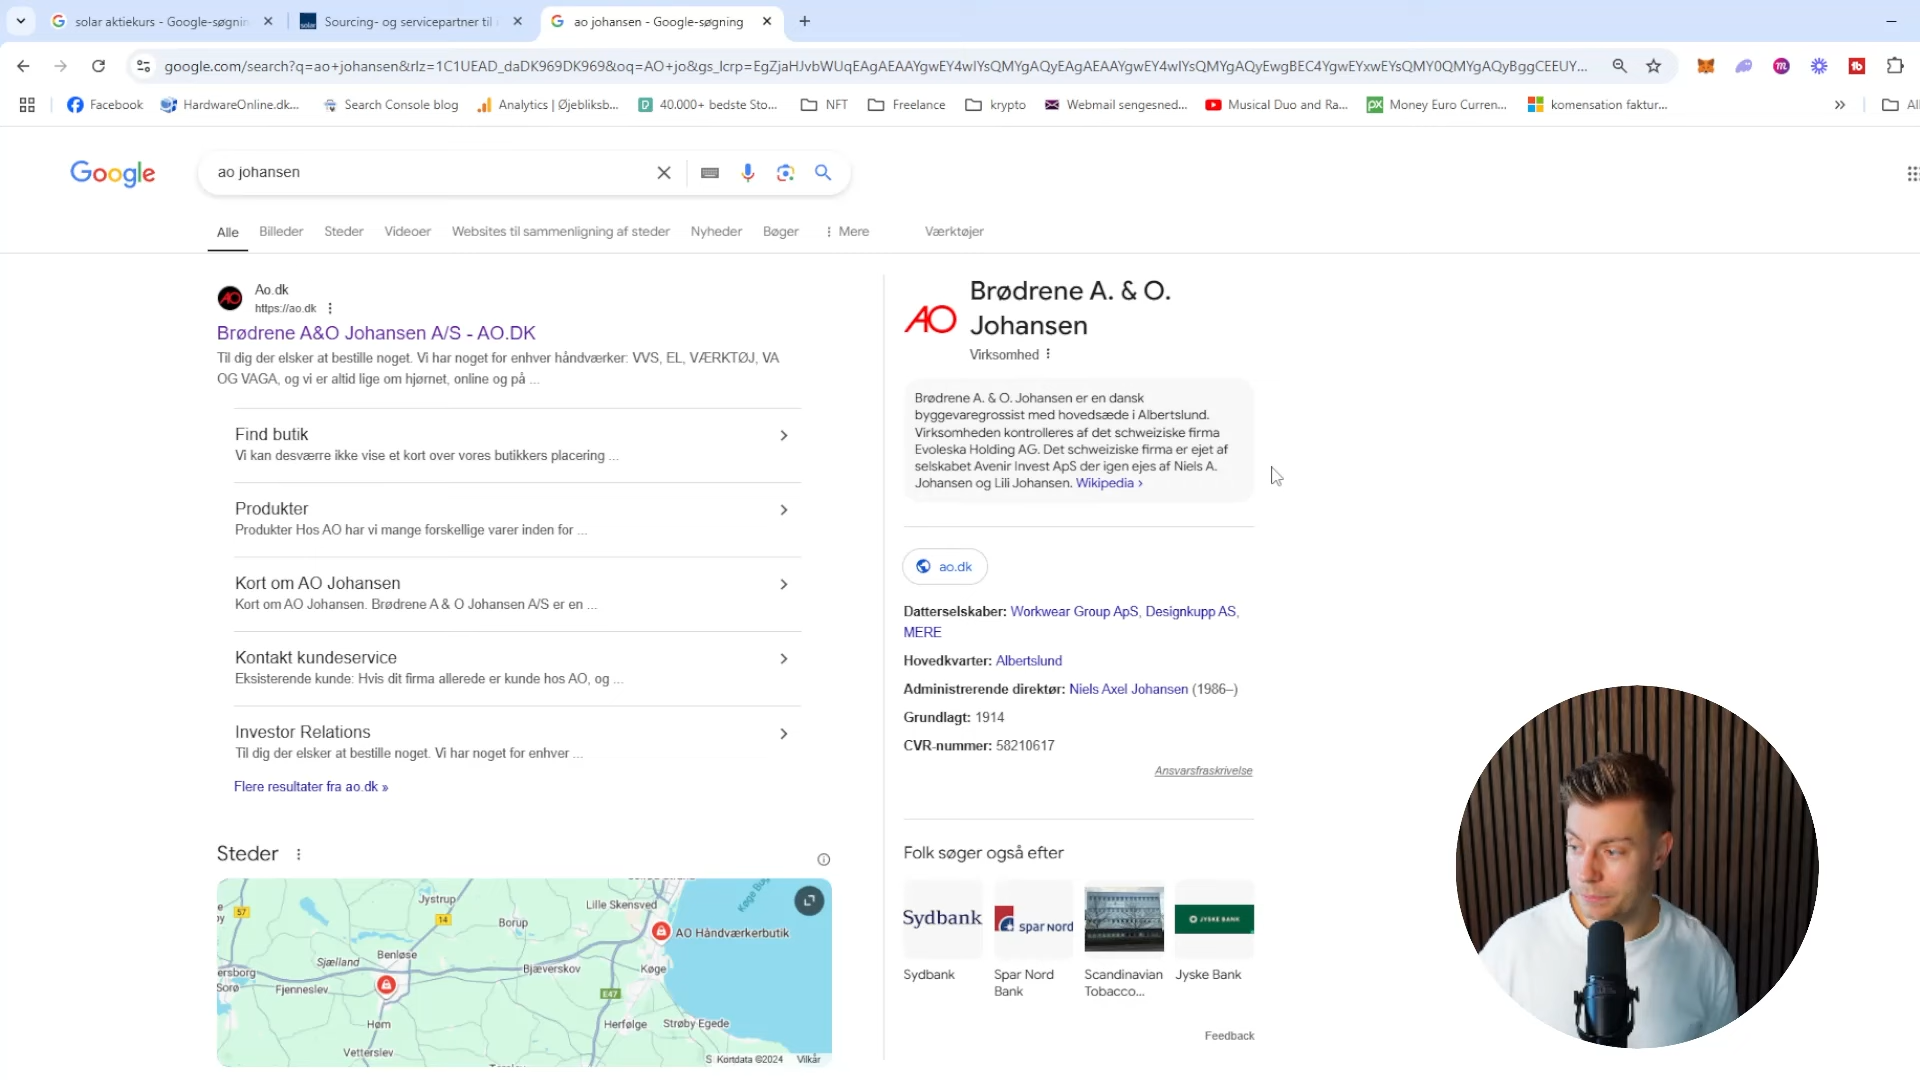 solar aktiekurs - Google-søgnin
Sourcing- og servicepartner til
ao johansen - Google-søgning
google.com/search?q=ao+johansen&rlz=1C1UEAD_daDK969DK969&oq=AO+jo&gs_lcrp=EgZjaHJvbWUqEAgAEAAYgwEY4wIYsQMYgAQyEAgAEAAYgwEY4wIYsQMYgAQyEwgBEC4YgwEYxwEYsQMY0QMYgAQyBggCEEUY...
Facebook
HardwareOnline.dk...
Search Console blog
Analytics | Øjebliksb...
40.000+ bedste Sto...
NFT
Freelance
krypto
Webmail sengesned...
Musical Duo and Ra...
Money Euro Curren...
komensation faktur...
Google
ao johansen
Alle
Billeder
Steder
Videoer
Websites til sammenligning af steder
Nyheder
Bøger
Mere
Værktøjer
AO
Ao.dk
https://ao.dk
Brødrene A&O Johansen A/S - AO.DK
Til dig der elsker at bestille noget. Vi har noget for enhver håndværker: VVS, EL, VÆRKTØJ, VA
OG VAGA, og vi er altid lige om hjørnet, online og på ...
Find butik
Vi kan desværre ikke vise et kort over vores butikkers placering ...
Produkter
Produkter Hos AO har vi mange forskellige varer inden for ...
Kort om AO Johansen
Kort om AO Johansen. Brødrene A & O Johansen A/S er en ...
Kontakt kundeservice
Eksisterende kunde: Hvis dit firma allerede er kunde hos AO, og ...
Investor Relations
Til dig der elsker at bestille noget. Vi har noget for enhver ...
Flere resultater fra ao.dk »
Steder
57
Jystrup
14
Lille Skensved
Køge Bug
Borup
AO Håndværkerbutik
Benløse
Sjælland
Bjæverskov
Køge
ersborg
Sorø
Fjenneslev
E47
Høm
Herfølge
Strøby Egede
Vetterslev
Kortdata ©2024
Vilkår
AO
Brødrene A. & O.
Johansen
Virksomhed
Brødrene A. & O. Johansen er en dansk
byggevaregrossist med hovedsæde i Albertslund.
Virksomheden kontrolleres af det schweiziske firma
Evoleska Holding AG. Det schweiziske firma er ejet af
selskabet Avenir Invest ApS der igen ejes af Niels A.
Johansen og Lili Johansen. Wikipedia ›
ao.dk
Datterselskaber: Workwear Group ApS, Designkupp AS,
MERE
Hovedkvarter: Albertslund
Administrerende direktør: Niels Axel Johansen (1986–)
Grundlagt: 1914
CVR-nummer: 58210617
Ansvarsfraskrivelse
Folk søger også efter
Sydbank
spar nord
JYSKE BANK
Sydbank
Spar Nord
Bank
Scandinavian
Tobacco...
Jyske Bank
Feedback